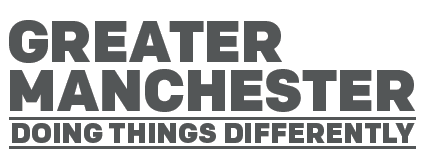 GREATER
MANCHESTER
DOING THINGS DIFFERENTLY